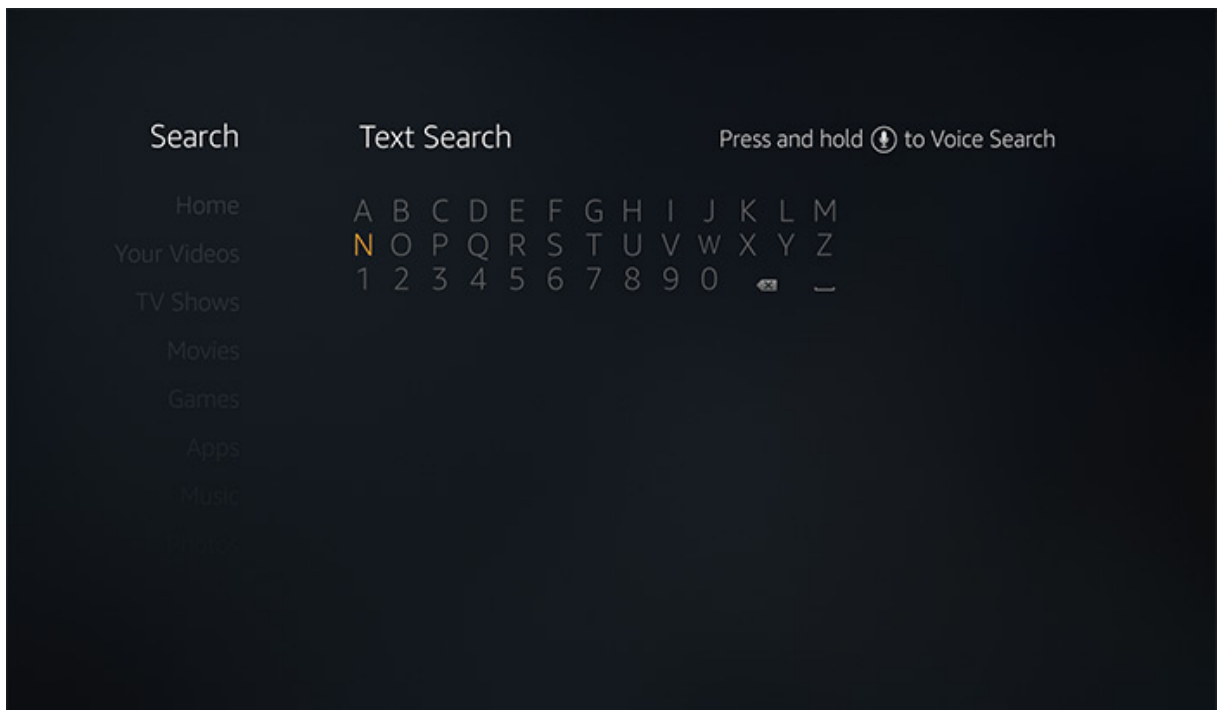 Search
Home
Your Videos
TV Shows
Movies
Games
Apps
Music
Text Search
Press and hold to Voice Search
A B C D E F G H I J K L M
N O P Q R S T U V W X Y Z
1 2 3 4 5 6 7 8 9 0